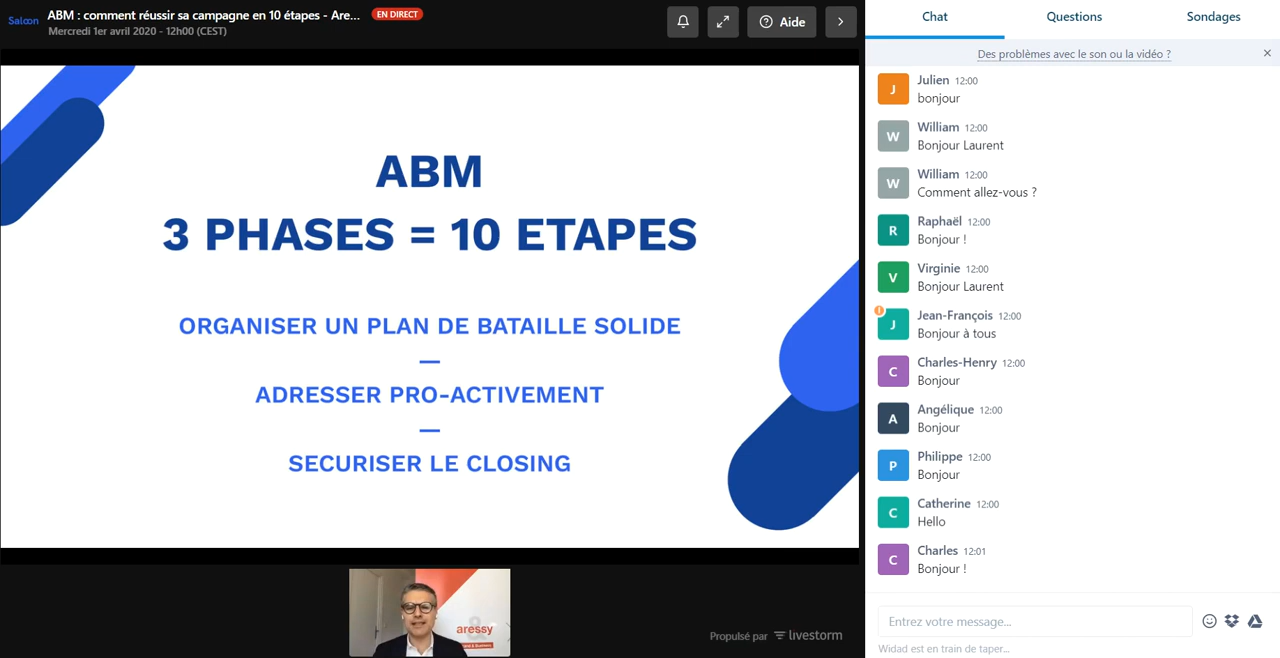 Saloon
ABM : comment réussir sa campagne en 10 étapes - Are...
EN DIRECT
Mercredi 1er avril 2020 - 12h00 (CEST)
Aide
ABM
3 PHASES = 10 ETAPES
ORGANISER UN PLAN DE BATAILLE SOLIDE
—
ADRESSER PRO-ACTIVEMENT
—
SECURISER LE CLOSING
aressy
& Business
Propulsé par livestorm
Chat Questions Sondages
Des problèmes avec le son ou la vidéo ?
J
Julien 12:00
bonjour
W
William 12:00
Bonjour Laurent
W
William 12:00
Comment allez-vous ?
R
Raphaël 12:00
Bonjour !
V
Virginie 12:00
Bonjour Laurent
J
Jean-François 12:00
Bonjour à tous
C
Charles-Henry 12:00
Bonjour
A
Angélique 12:00
Bonjour
P
Philippe 12:00
Bonjour
C
Catherine 12:00
Hello
C
Charles 12:01
Bonjour !
Entrez votre message...
Widad est en train de taper...